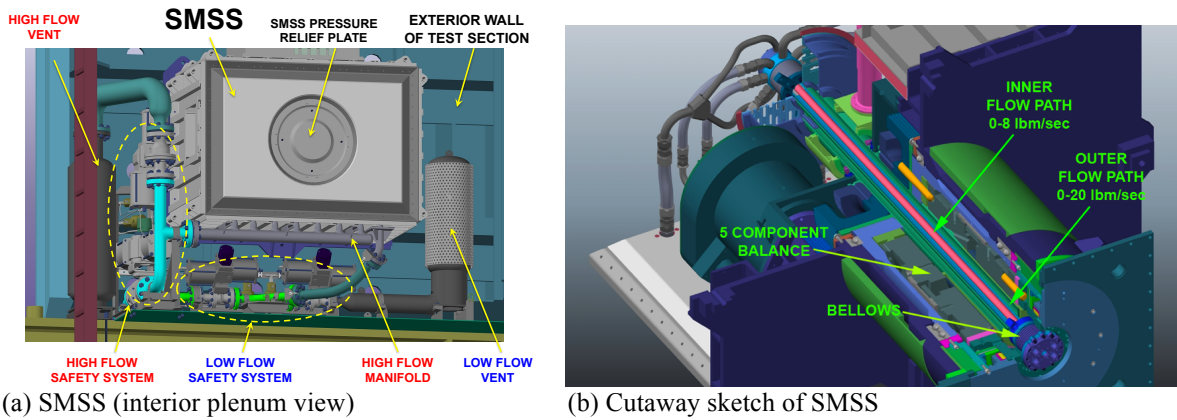 HIGH FLOW
VENT
SMSS
SMSS PRESSURE
RELIEF PLATE
EXTERIOR WALL
OF TEST SECTION
HIGH FLOW
SAFETY SYSTEM
LOW FLOW
SAFETY SYSTEM
HIGH FLOW
MANIFOLD
LOW FLOW
VENT
(a) SMSS (interior plenum view)
INNER
FLOW PATH
0-8 lbm/sec
OUTER
FLOW PATH
0-20 lbm/sec
5 COMPONENT
BALANCE
BELLOWS
(b) Cutaway sketch of SMSS